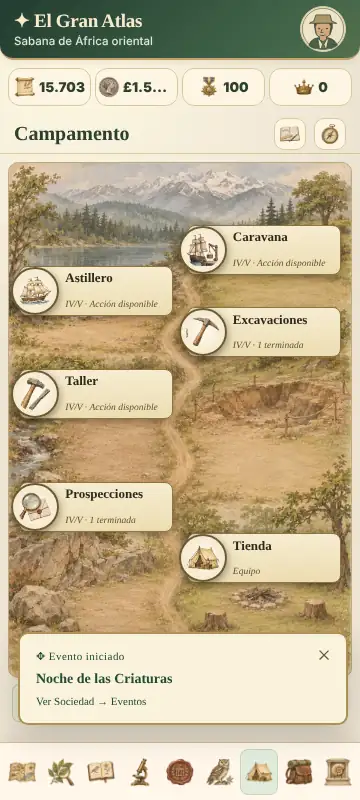 ✦ El Gran Atlas
Sabana de África oriental
15.703
£1.5...
100
0
Campamento
Caravana
IV/V · Acción disponible
Astillero
IV/V · Acción disponible
Excavaciones
IV/V · 1 terminada
Taller
IV/V · Acción disponible
Prospecciones
IV/V · 1 terminada
Tienda
Equipo
✥ Evento iniciado
Noche de las Criaturas
Ver Sociedad → Eventos